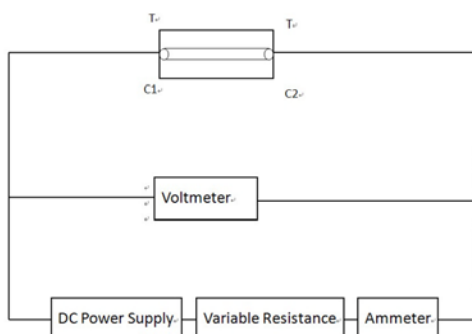 T T
C1 C2
Voltmeter
DC Power Supply Variable Resistance Ammeter